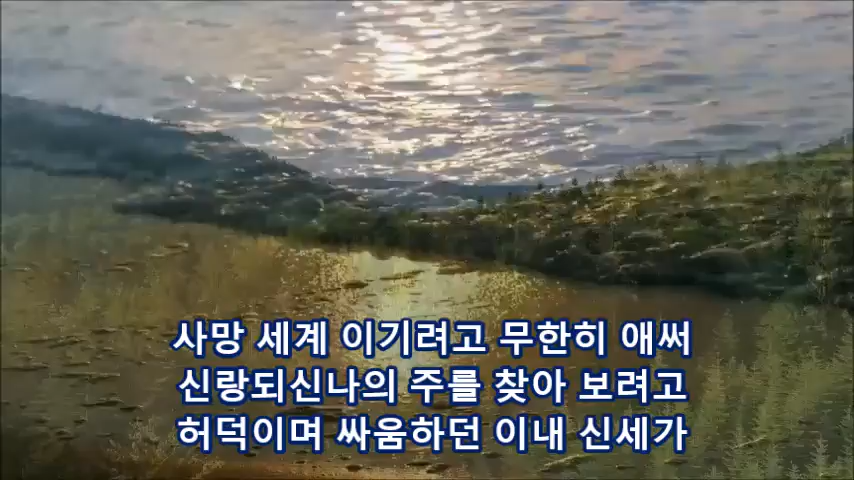 사망 세계 이기려고 무한히 애써
신랑되신나의 주를 찾아 보려고
허덕이며 싸움하던 이내 신세가